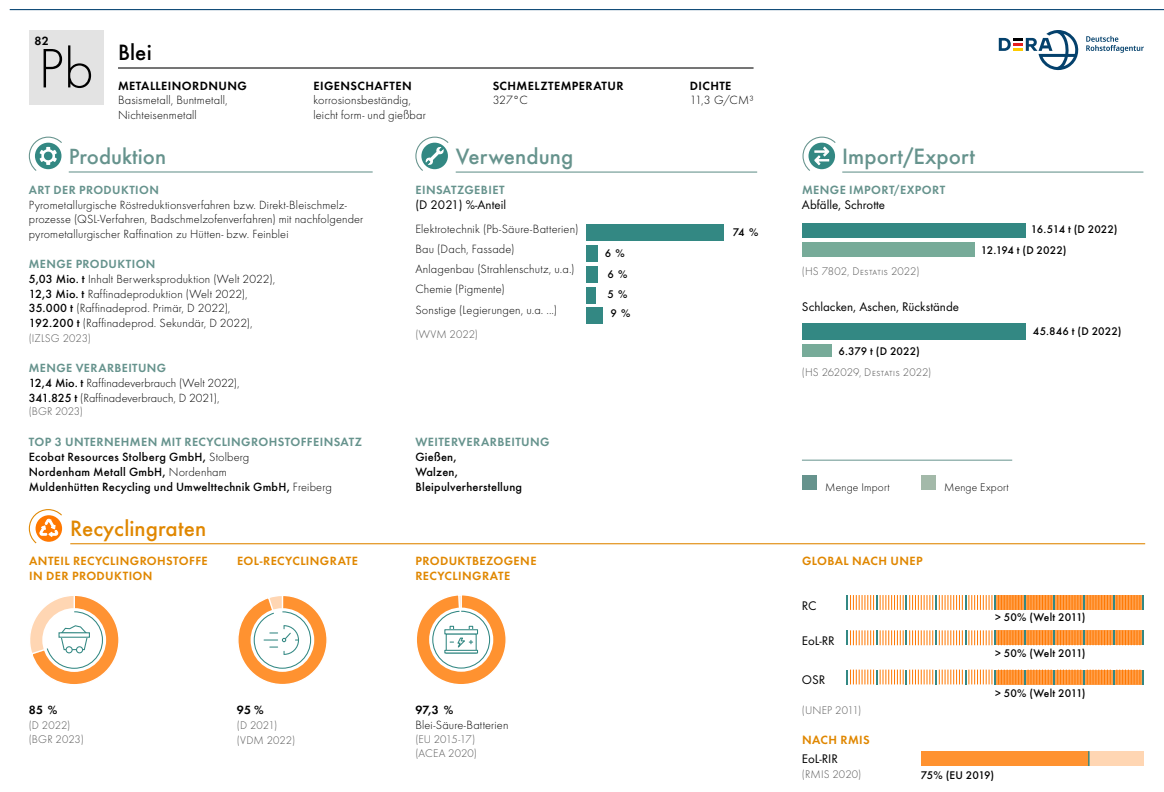 82
Pb
Blei
DERA
Deutsche
Rohstoffagentur
METALLEINORDNUNG
Basismetall, Buntmetall,
Nichteisenmetall
EIGENSCHAFTEN
korrosionsbeständig,
leicht form- und gießbar
SCHMELZTEMPERATUR
327°C
DICHTE
11,3 G/CM³
Produktion
ART DER PRODUKTION
Pyrometallurgische Röstreduktionsverfahren bzw. Direkt-Bleischmelz-
prozesse (QSL-Verfahren, Badschmelzofenverfahren) mit nachfolgender
pyrometallurgischer Raffination zu Hütten- bzw. Feinblei
MENGE PRODUKTION
5,03 Mio. t Inhalt Berwerksproduktion (Welt 2022),
12,3 Mio. t Raffinadeproduktion (Welt 2022),
35.000 t (Raffinadeprod. Primär, D 2022),
192.200 t (Raffinadeprod. Sekundär, D 2022),
(IZLSG 2023)
MENGE VERARBEITUNG
12,4 Mio. t Raffinadeverbrauch (Welt 2022),
341.825 t (Raffinadeverbrauch, D 2021),
(BGR 2023)
TOP 3 UNTERNEHMEN MIT RECYCLINGROHSTOFFEINSATZ
Ecobat Resources Stolberg GmbH, Stolberg
Nordenham Metall GmbH, Nordenham
Muldenhütten Recycling und Umwelttechnik GmbH, Freiberg
Verwendung
EINSATZGEBIET
(D 2021) %-Anteil
Elektrotechnik (Pb-Säure-Batterien) 74 %
Bau (Dach, Fassade) 6 %
Anlagenbau (Strahlenschutz, u.a.) 6 %
Chemie (Pigmente) 5 %
Sonstige (Legierungen, u.a. ...) 9 %
(WVM 2022)
WEITERVERARBEITUNG
Gießen,
Walzen,
Bleipulverherstellung
Import/Export
MENGE IMPORT/EXPORT
Abfälle, Schrotte
16.514 t (D 2022)
12.194 t (D 2022)
(HS 7802, Destatis 2022)
Schlacken, Aschen, Rückstände
45.846 t (D 2022)
6.379 t (D 2022)
(HS 262029, Destatis 2022)
Menge Import Menge Export
Recyclingraten
ANTEIL RECYCLINGROHSTOFFE
IN DER PRODUKTION
85 %
(D 2022)
(BGR 2023)
EOL-RECYCLINGRATE
95 %
(D 2021)
(VDM 2022)
PRODUKTBEZOGENE
RECYCLINGRATE
97,3 %
Blei-Säure-Batterien
(EU 2015-17)
(ACEA 2020)
GLOBAL NACH UNEP
RC
> 50% (Welt 2011)
EoL-RR
> 50% (Welt 2011)
OSR
> 50% (Welt 2011)
(UNEP 2011)
NACH RMIS
EoL-RIR
(RMIS 2020)
75% (EU 2019)